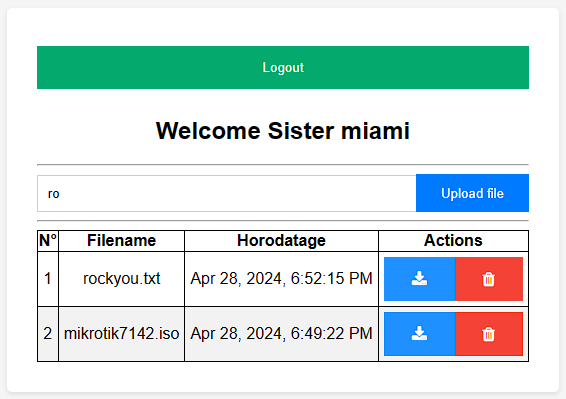 Logout
Welcome Sister miami
ro Upload file
N° Filename Horodatage Actions
1 rockyou.txt Apr 28, 2024, 6:52:15 PM
2 mikrotik7142.iso Apr 28, 2024, 6:49:22 PM